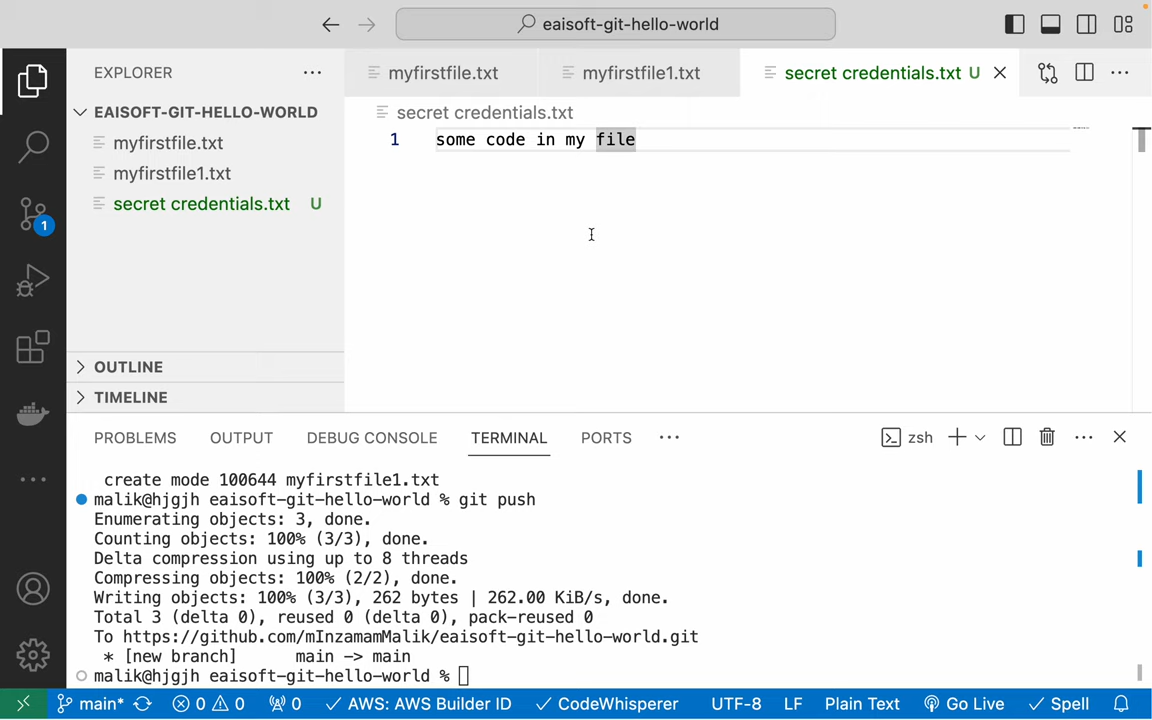 eaisoft-git-hello-world
EXPLORER
myfirstfile.txt
myfirstfile1.txt
secret credentials.txt U
EAISOFT-GIT-HELLO-WORLD
secret credentials.txt
myfirstfile.txt
1 some code in my file
myfirstfile1.txt
secret credentials.txt U
1
OUTLINE
TIMELINE
PROBLEMS OUTPUT DEBUG CONSOLE TERMINAL PORTS
zsh
create mode 100644 myfirstfile1.txt
malik@hjgjh eaisoft-git-hello-world % git push
Enumerating objects: 3, done.
Counting objects: 100% (3/3), done.
Delta compression using up to 8 threads
Compressing objects: 100% (2/2), done.
Writing objects: 100% (3/3), 262 bytes | 262.00 KiB/s, done.
Total 3 (delta 0), reused 0 (delta 0), pack-reused 0
To https://github.com/mInzamamMalik/eaisoft-git-hello-world.git
* [new branch] main -> main
malik@hjgjh eaisoft-git-hello-world %
main* 0 0 0 AWS: AWS Builder ID CodeWhisperer UTF-8 LF Plain Text Go Live Spell